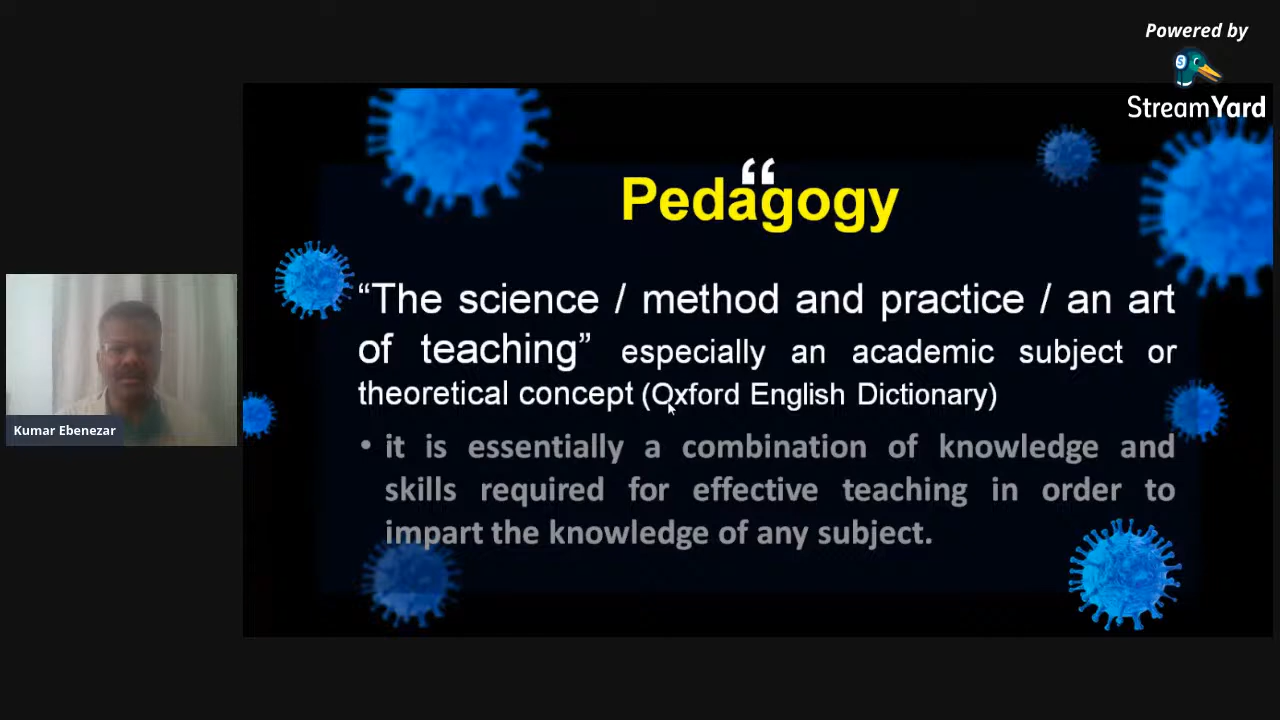 Powered by
StreamYard
“
Pedagogy
“The science / method and practice / an art
of teaching” especially an academic subject or
theoretical concept (Oxford English Dictionary)
• it is essentially a combination of knowledge and
skills required for effective teaching in order to
impart the knowledge of any subject.
Kumar Ebenezar